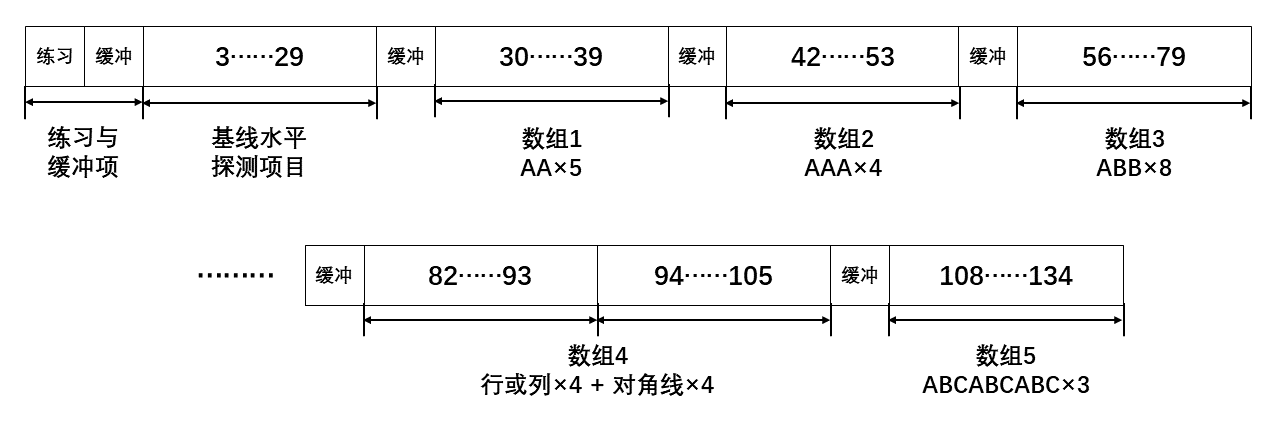 练习 缓冲 3……29 缓冲 30……39 缓冲 42……53 缓冲 56……79
练习与 基线水平 数组1 数组2 数组3
缓冲项 探测项目 AA×5 AAA×4 ABB×8
……… 缓冲 82……93 94……105 缓冲 108……134
数组4 数组5
行或列×4 + 对角线×4 ABCABCABC×3